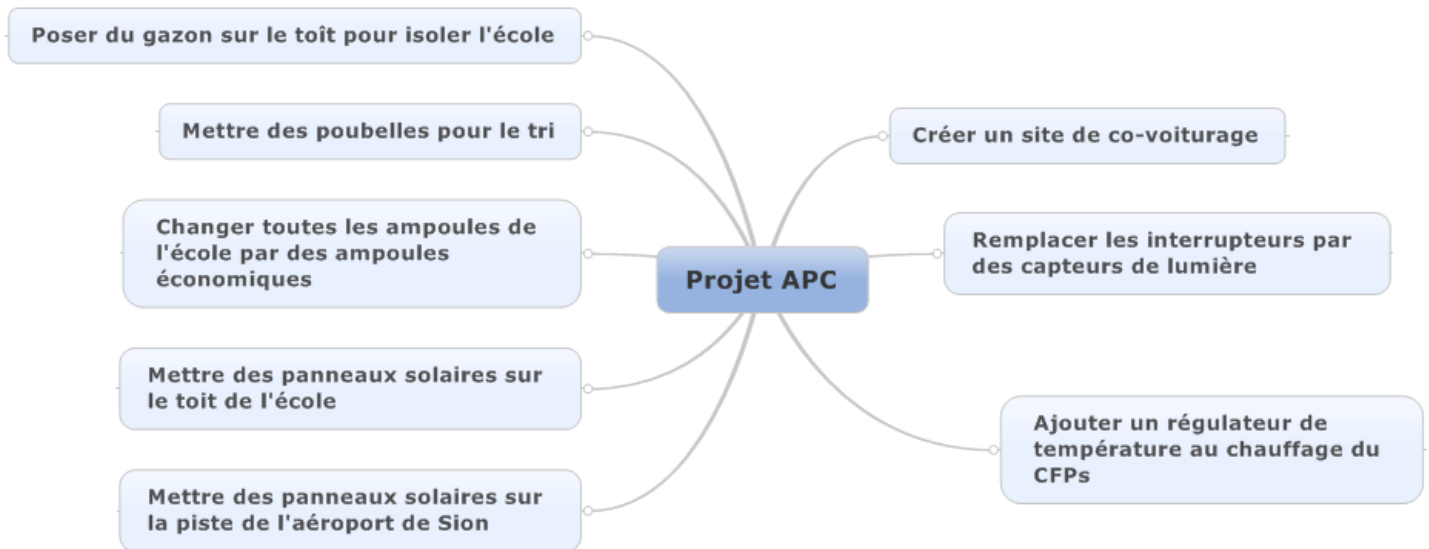 Poser du gazon sur le toît pour isoler l'école
Mettre des poubelles pour le tri
Changer toutes les ampoules de
l'école par des ampoules
économiques
Mettre des panneaux solaires sur
le toit de l'école
Mettre des panneaux solaires sur
la piste de l'aéroport de Sion
Projet APC
Créer un site de co-voiturage
Remplacer les interrupteurs par
des capteurs de lumière
Ajouter un régulateur de
température au chauffage du
CFPs